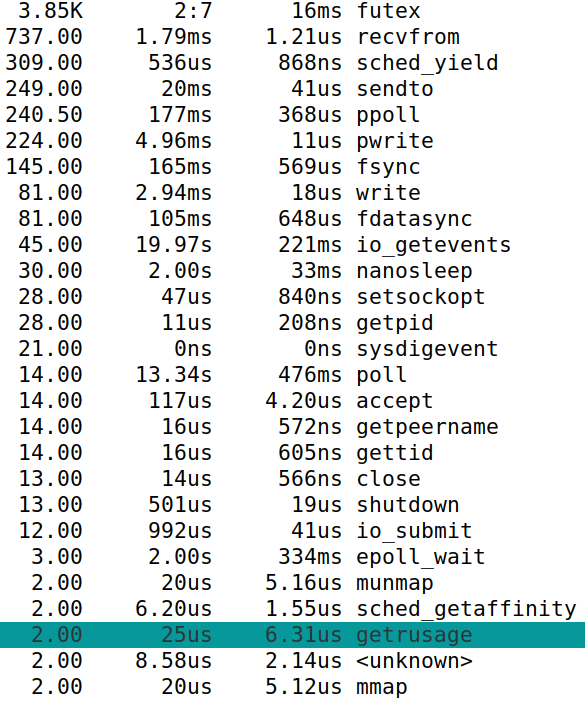 3.85K 2:7 16ms futex
737.00 1.79ms 1.21us recvfrom
309.00 536us 868ns sched_yield
249.00 20ms 41us sendto
240.50 177ms 368us ppoll
224.00 4.96ms 11us pwrite
145.00 165ms 569us fsync
81.00 2.94ms 18us write
81.00 105ms 648us fdatasync
45.00 19.97s 221ms io_getevents
30.00 2.00s 33ms nanosleep
28.00 47us 840ns setsockopt
28.00 11us 208ns getpid
21.00 0ns 0ns sysdigevent
14.00 13.34s 476ms poll
14.00 117us 4.20us accept
14.00 16us 572ns getpeername
14.00 16us 605ns gettid
13.00 14us 566ns close
13.00 501us 19us shutdown
12.00 992us 41us io_submit
3.00 2.00s 334ms epoll_wait
2.00 20us 5.16us munmap
2.00 6.20us 1.55us sched_getaffinity
2.00 25us 6.31us getrusage
2.00 8.58us 2.14us <unknown>
2.00 20us 5.12us mmap